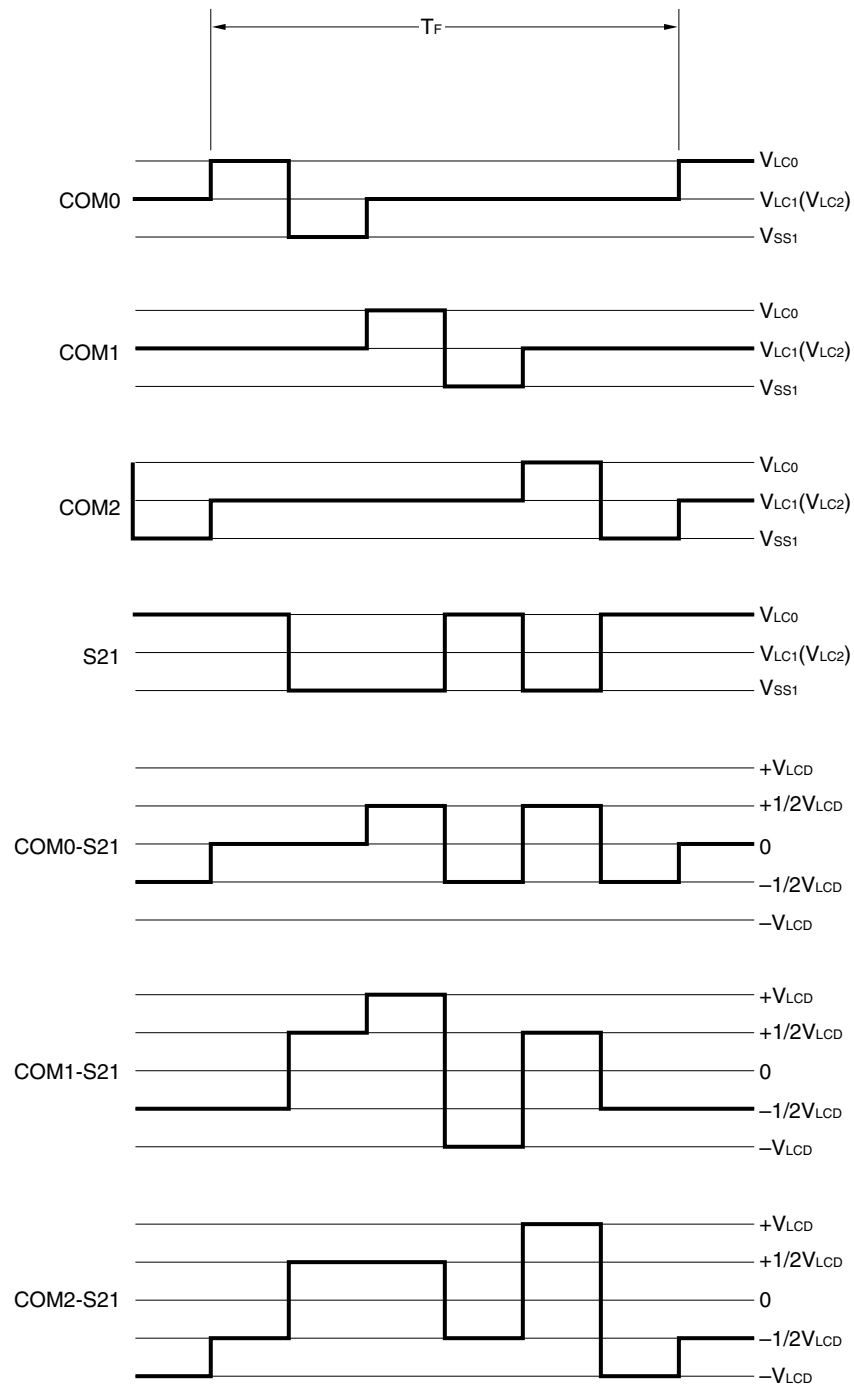 TF
COM0
VLC0
VLC1(VLC2)
VSS1
COM1
VLC0
VLC1(VLC2)
VSS1
COM2
VLC0
VLC1(VLC2)
VSS1
S21
VLC0
VLC1(VLC2)
VSS1
COM0-S21
+VLCD
+1/2VLCD
0
–1/2VLCD
–VLCD
COM1-S21
+VLCD
+1/2VLCD
0
–1/2VLCD
–VLCD
COM2-S21
+VLCD
+1/2VLCD
0
–1/2VLCD
–VLCD